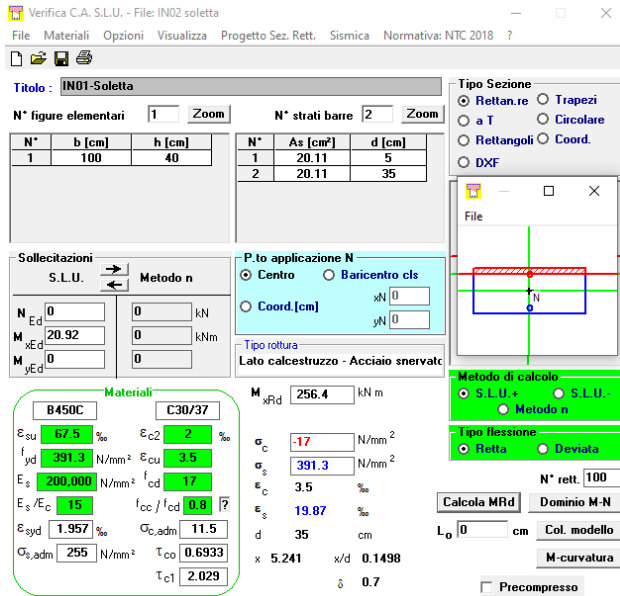 Verifica C.A. S.L.U. - File: IN02 soletta
File Materiali Opzioni Visualizza Progetto Sez. Rett. Sismica Normativa: NTC 2018 ?
Titolo : IN01-Soletta
N° figure elementari 1 Zoom
N° b [cm] h [cm]
1 100 40
N° strati barre 2 Zoom
N° As [cm²] d [cm]
1 20.11 5
2 20.11 35
Tipo Sezione
Rettan.re Trapezi
a T Circolare
Rettangoli Coord.
DXF
File
N
Sollecitazioni
S.L.U. Metodo n
N Ed 0 0 kN
M xEd 20.92 0 kNm
M yEd 0 0
P.to applicazione N
Centro Baricentro cls
Coord.[cm] xN 0
yN 0
Tipo rottura
Lato calcestruzzo - Acciaio snervato
Metodo di calcolo
S.L.U.+ S.L.U.-
Metodo n
Tipo flessione
Retta Deviata
Materiali
B450C C30/37
εsu 67.5 ‰ εc2 2 ‰
fyd 391.3 N/mm² εcu 3.5
Es 200,000 N/mm² fcd 17
Es/Ec 15 fcc / fcd 0.8 ?
εsyd 1.957 ‰ σc,adm 11.5
σs,adm 255 N/mm² τco 0.6933
τc1 2.029
M xRd 256.4 kN m
σc -17 N/mm²
σs 391.3 N/mm²
εc 3.5 ‰
εs 19.87 ‰
d 35 cm
x 5.241 x/d 0.1498
δ 0.7
N° rett. 100
Calcola MRd Dominio M-N
L₀ 0 cm Col. modello
M-curvatura
Precompresso